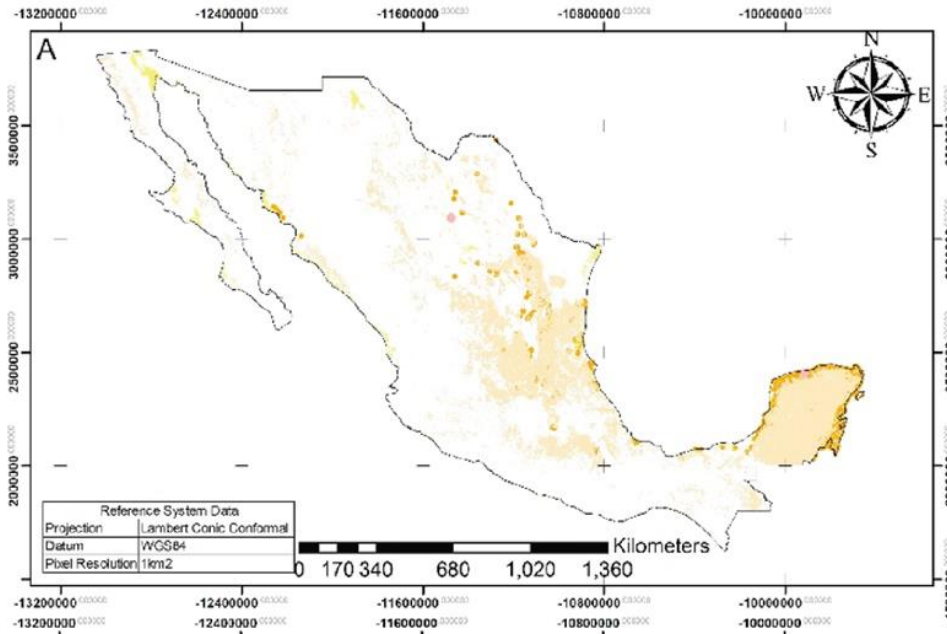 -13200000 -12400000 -11600000 -10800000 -10000000
A
N
W E
S
3500000
3000000
2500000
2000000
Reference System Data
Projection Lambert Conic Conformal
Datum WGS84
Pixel Resolution 1km2
Kilometers
0 170 340 680 1,020 1,360
-13200000 -12400000 -11600000 -10800000 -10000000